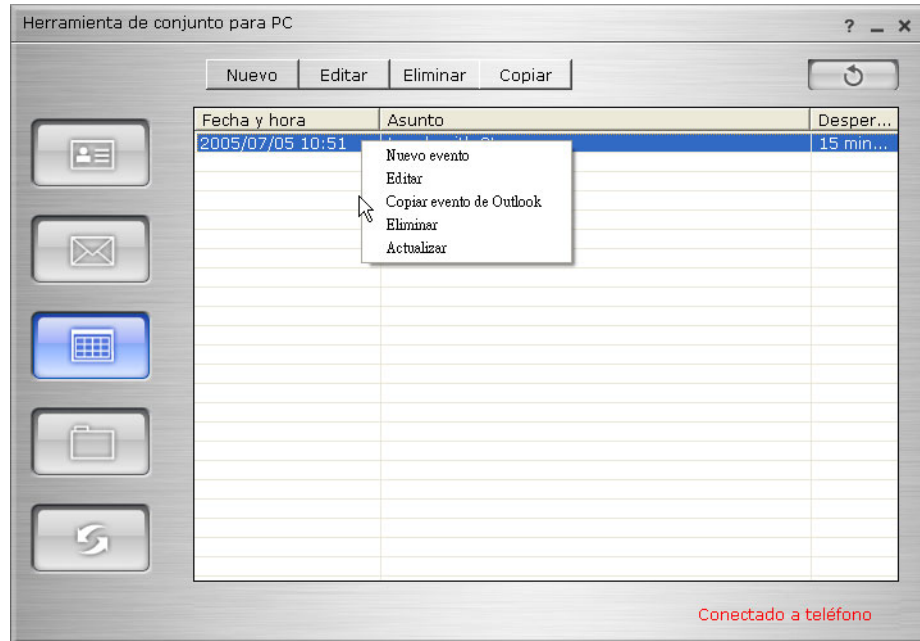 Herramienta de conjunto para PC
Nuevo Editar Eliminar Copiar
Fecha y hora Asunto Desper...
2005/07/05 10:51 15 min...
Nuevo evento
Editar
Copiar evento de Outlook
Eliminar
Actualizar
Conectado a teléfono